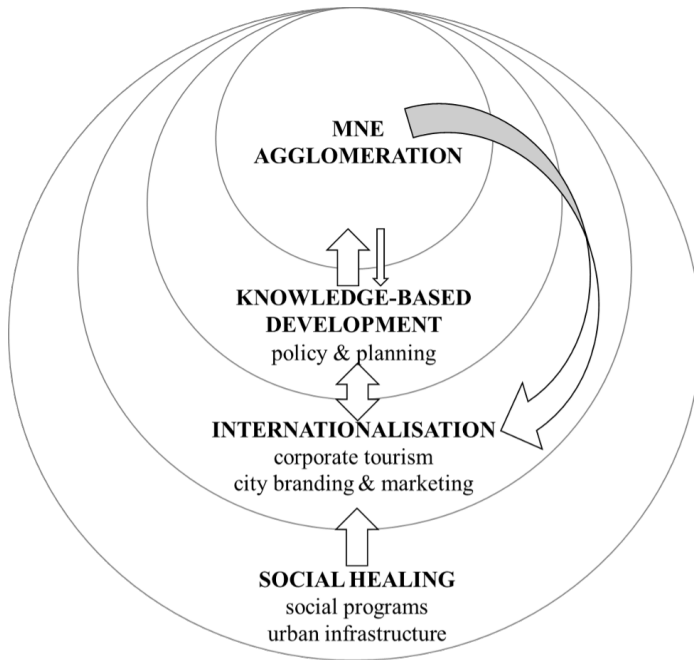 MNE
AGGLOMERATION
KNOWLEDGE-BASED
DEVELOPMENT
policy & planning
INTERNATIONALISATION
corporate tourism
city branding & marketing
SOCIAL HEALING
social programs
urban infrastructure